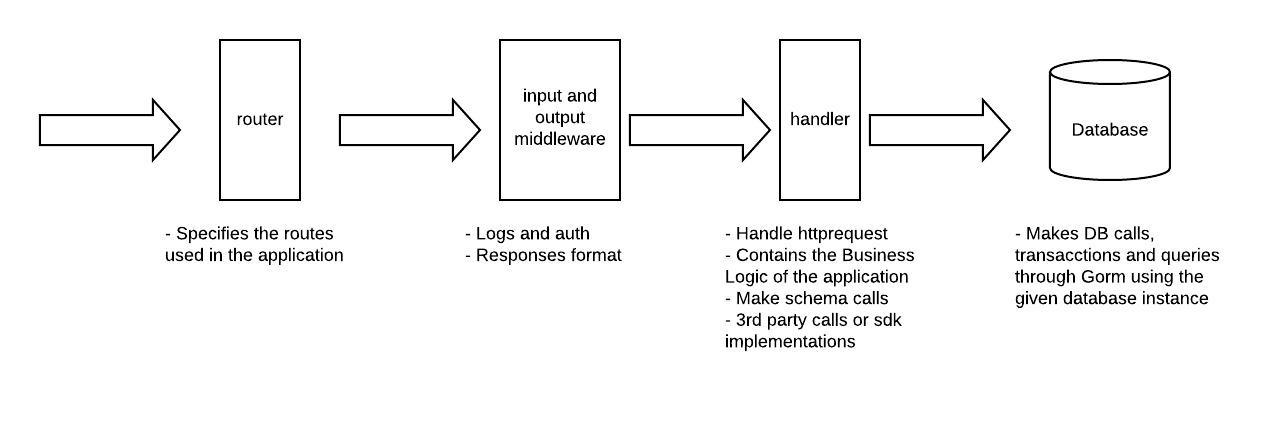 router
input and
output
middleware
handler
Database
- Specifies the routes
used in the application
- Logs and auth
- Responses format
- Handle httprequest
- Contains the Business
Logic of the application
- Make schema calls
- 3rd party calls or sdk
implementations
- Makes DB calls,
transacctions and queries
through Gorm using the
given database instance